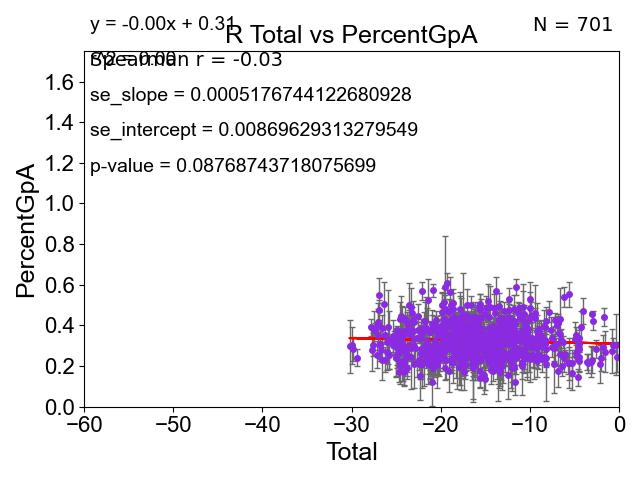 y = -0.00x + 0.31
N = 701
R Total vs PercentGpA
Spearman r = -0.03
se_slope = 0.0005176744122680928
se_intercept = 0.00869629313279549
p-value = 0.08768743718075699
PercentGpA
1.6
1.4
1.2
1.0
0.8
0.6
0.4
0.2
0.0
−60 −50 −40 −30 −20 −10 0
Total